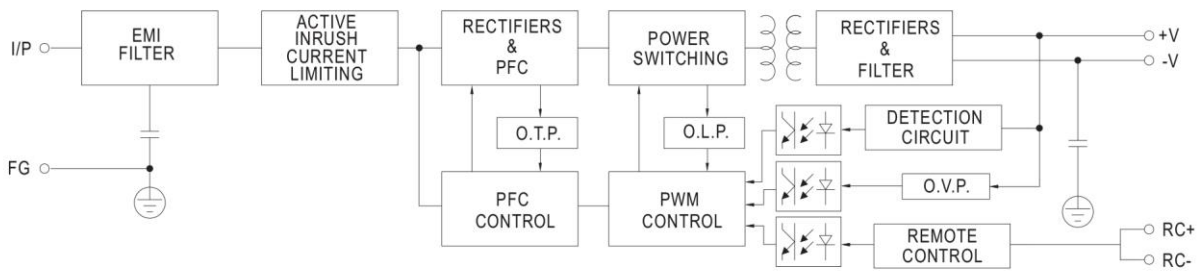 I/P
EMI
FILTER
ACTIVE
INRUSH
CURRENT
LIMITING
RECTIFIERS
&
PFC
POWER
SWITCHING
RECTIFIERS
&
FILTER
+V
-V
O.T.P.
O.L.P.
DETECTION
CIRCUIT
FG
PFC
CONTROL
PWM
CONTROL
O.V.P.
REMOTE
CONTROL
RC+
RC-